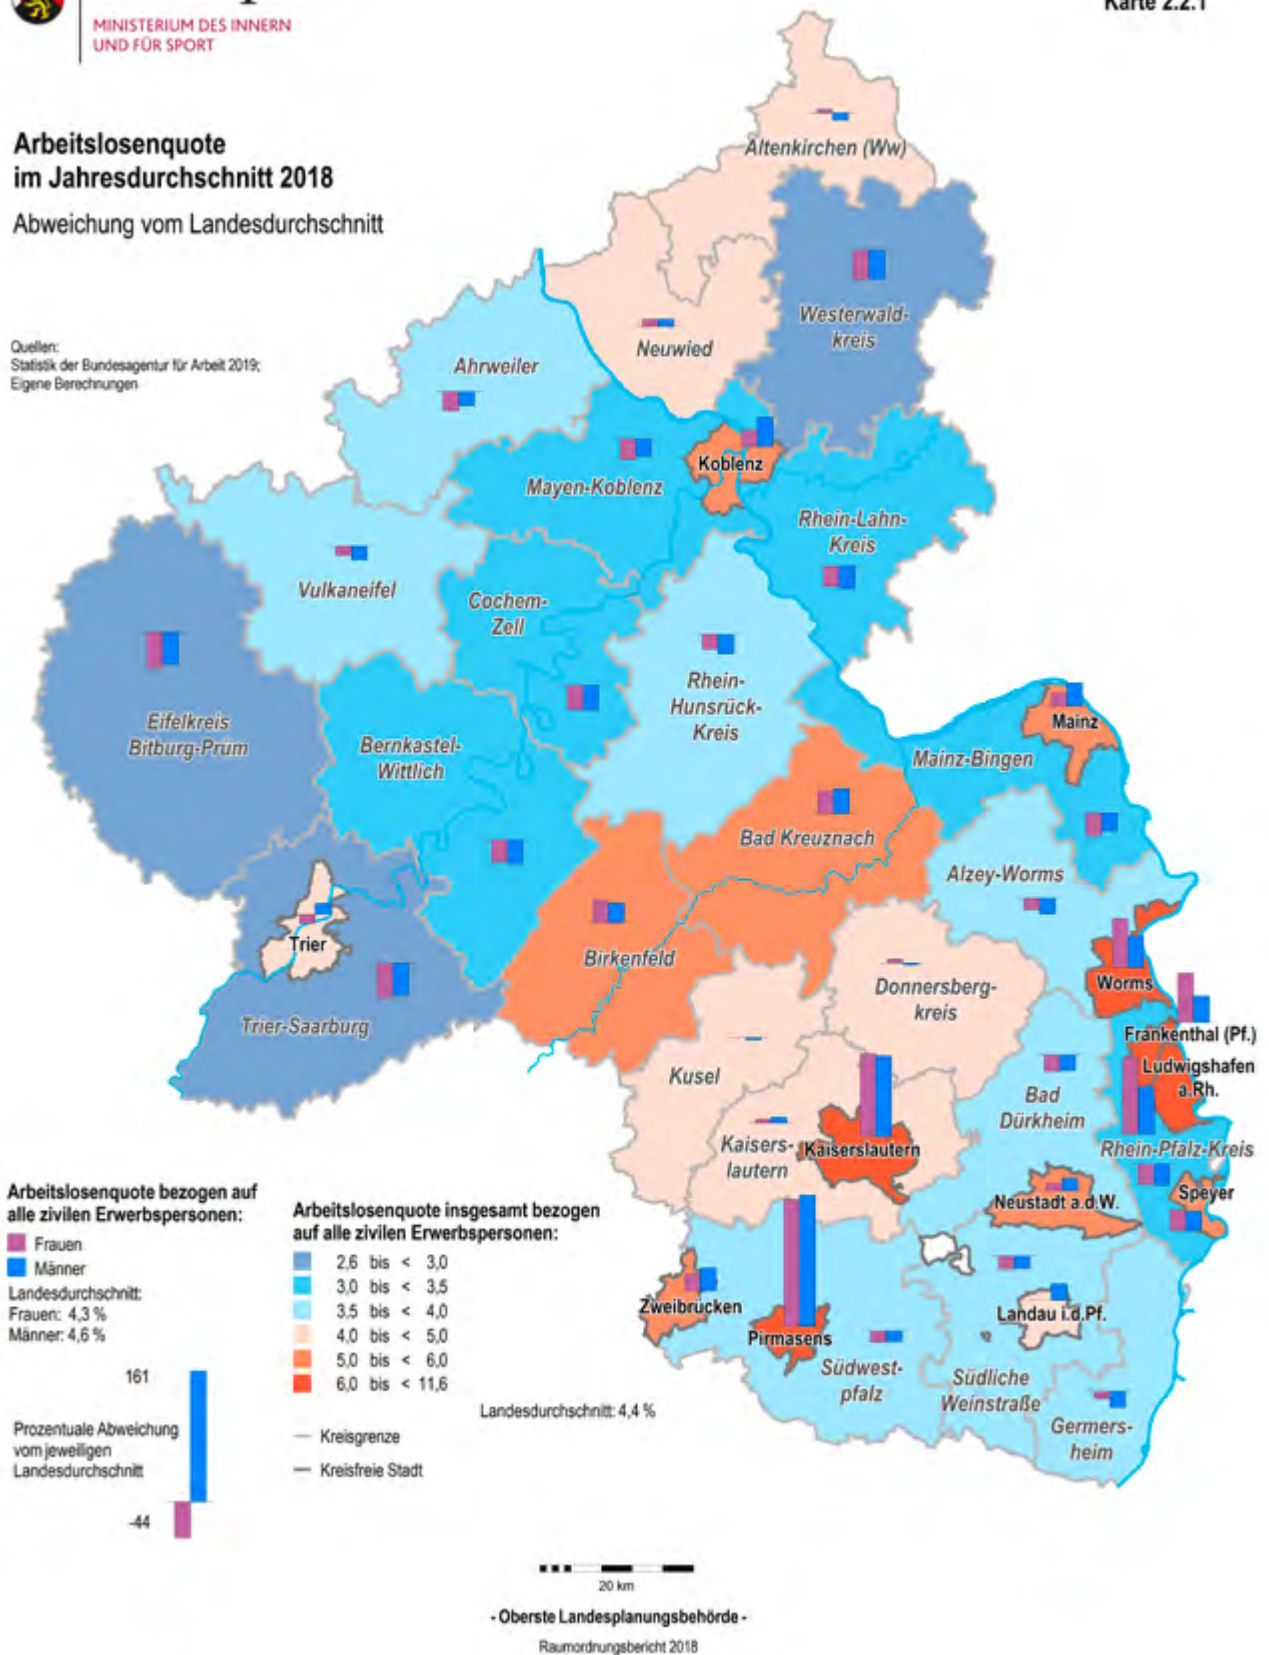 MINISTERIUM DES INNERN
UND FÜR SPORT
Karte 2.2.1
Arbeitslosenquote
im Jahresdurchschnitt 2018
Abweichung vom Landesdurchschnitt
Quellen:
Statistik der Bundesagentur für Arbeit 2019;
Eigene Berechnungen
Altenkirchen (Ww)
Westerwald-
kreis
Neuwied
Ahrweiler
Koblenz
Mayen-Koblenz
Rhein-Lahn-
Kreis
Vulkaneifel
Cochem-
Zell
Rhein-
Hunsrück-
Kreis
Eifelkreis
Bitburg-Prüm
Bernkastel-
Wittlich
Mainz
Mainz-Bingen
Bad Kreuznach
Alzey-Worms
Trier
Birkenfeld
Worms
Donnersberg-
kreis
Trier-Saarburg
Frankenthal (Pf.)
Kusel
Ludwigshafen
a.Rh.
Bad
Dürkheim
Kaisers-
lautern
Kaiserslautern
Rhein-Pfalz-Kreis
Speyer
Neustadt a.d.W.
Zweibrücken
Landau i.d.Pf.
Pirmasens
Südwest-
pfalz
Südliche
Weinstraße
Germers-
heim
Arbeitslosenquote bezogen auf
alle zivilen Erwerbspersonen:
Frauen
Männer
Landesdurchschnitt:
Frauen: 4,3 %
Männer: 4,6 %
161
Prozentuale Abweichung
vom jeweiligen
Landesdurchschnitt
-44
Arbeitslosenquote insgesamt bezogen
auf alle zivilen Erwerbspersonen:
2,6 bis < 3,0
3,0 bis < 3,5
3,5 bis < 4,0
4,0 bis < 5,0
5,0 bis < 6,0
6,0 bis < 11,6
Landesdurchschnitt: 4,4 %
Kreisgrenze
Kreisfreie Stadt
20 km
- Oberste Landesplanungsbehörde -
Raumordnungsbericht 2018